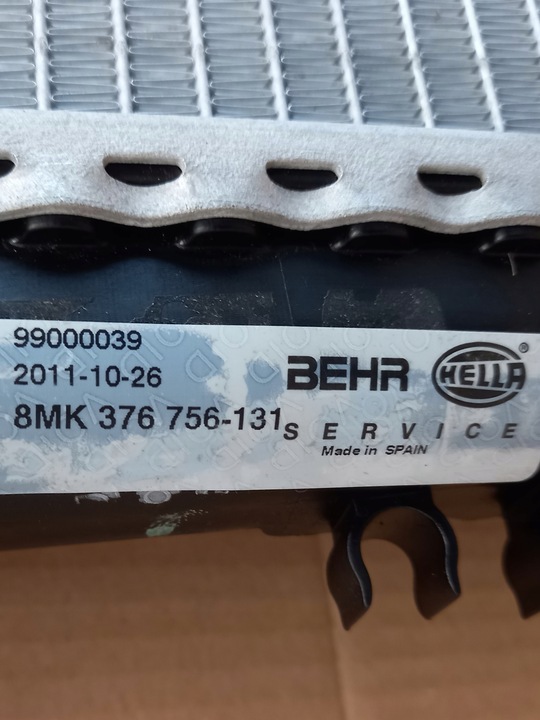 99000039
2011-10-26
8MK 376 756-131
BEHR HELLA ®
SERVICE
Made in SPAIN